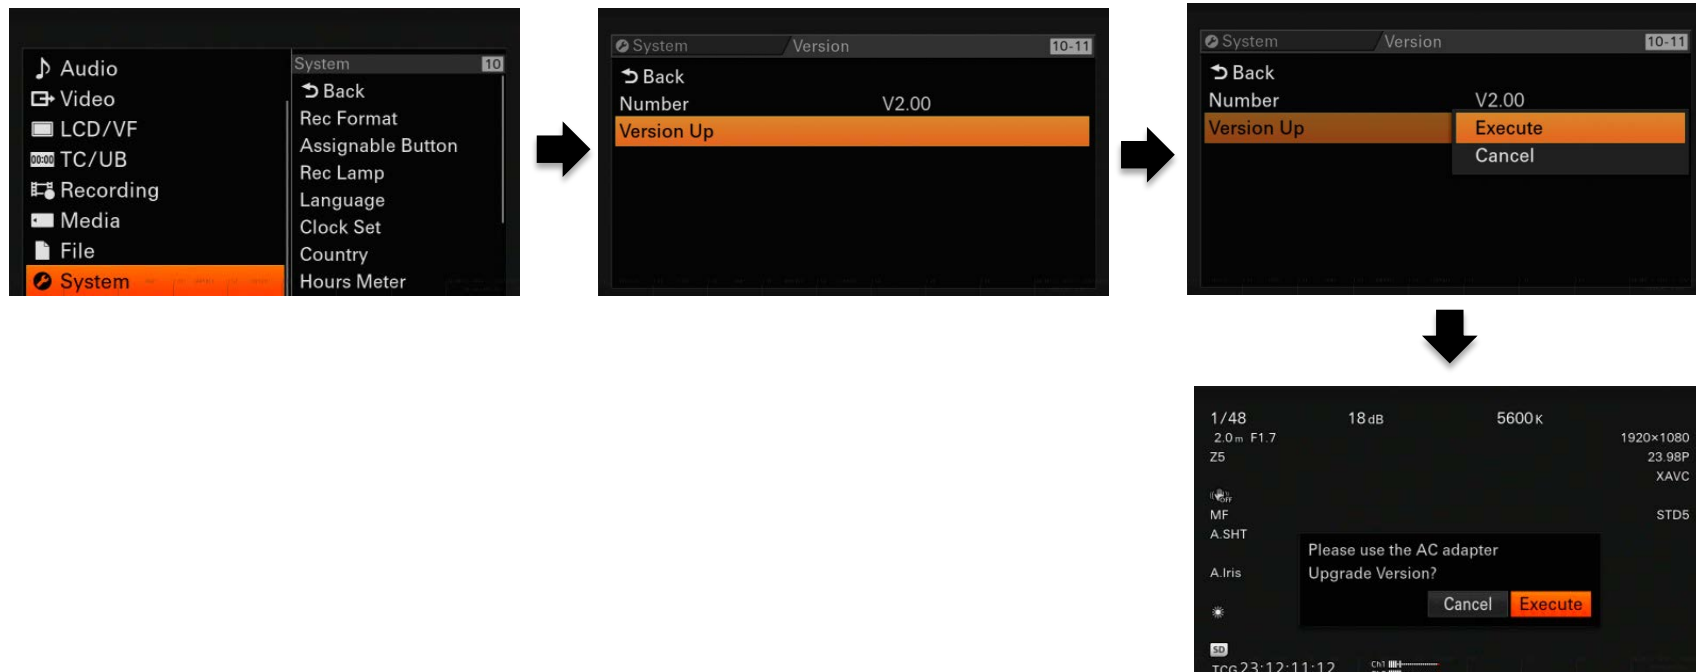 Audio
Video
LCD/VF
00:00 TC/UB
Recording
Media
File
System
System 10
Back
Rec Format
Assignable Button
Rec Lamp
Language
Clock Set
Country
Hours Meter
System /Version 10-11
Back
Number V2.00
Version Up
System /Version 10-11
Back
Number V2.00
Version Up Execute
Cancel
1/48 18dB 5600K
2.0m F1.7 1920×1080
Z5 23.98P
XAVC
OFF
MF STD5
A.SHT
Please use the AC adapter
A.Iris Upgrade Version?
Cancel Execute
SD
TCG 23:12:11:12 Ch1